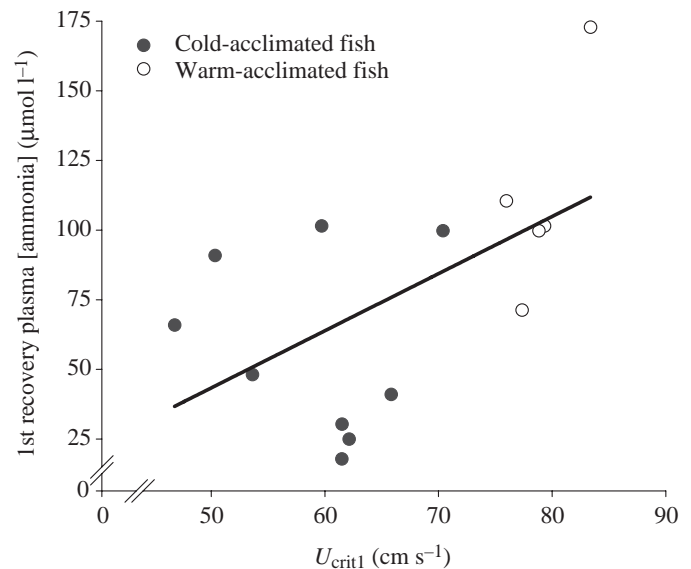 175
150
125
100
75
50
25
0
1st recovery plasma [ammonia] (μmol l⁻¹)
Cold-acclimated fish
Warm-acclimated fish
0 50 60 70 80 90
U_crit1 (cm s⁻¹)